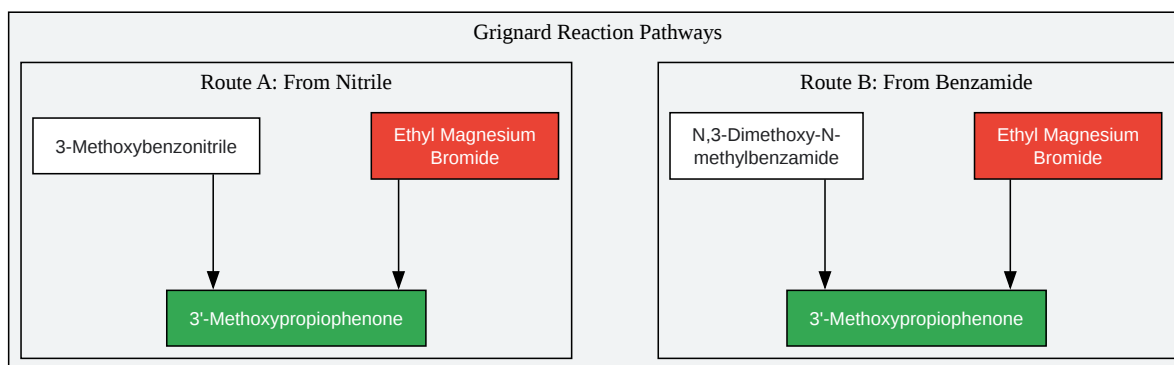 Grignard Reaction Pathways
Route A: From Nitrile
3-Methoxybenzonitrile
Ethyl Magnesium
Bromide
3'-Methoxypropiophenone
Route B: From Benzamide
N,3-Dimethoxy-N-
methylbenzamide
Ethyl Magnesium
Bromide
3'-Methoxypropiophenone